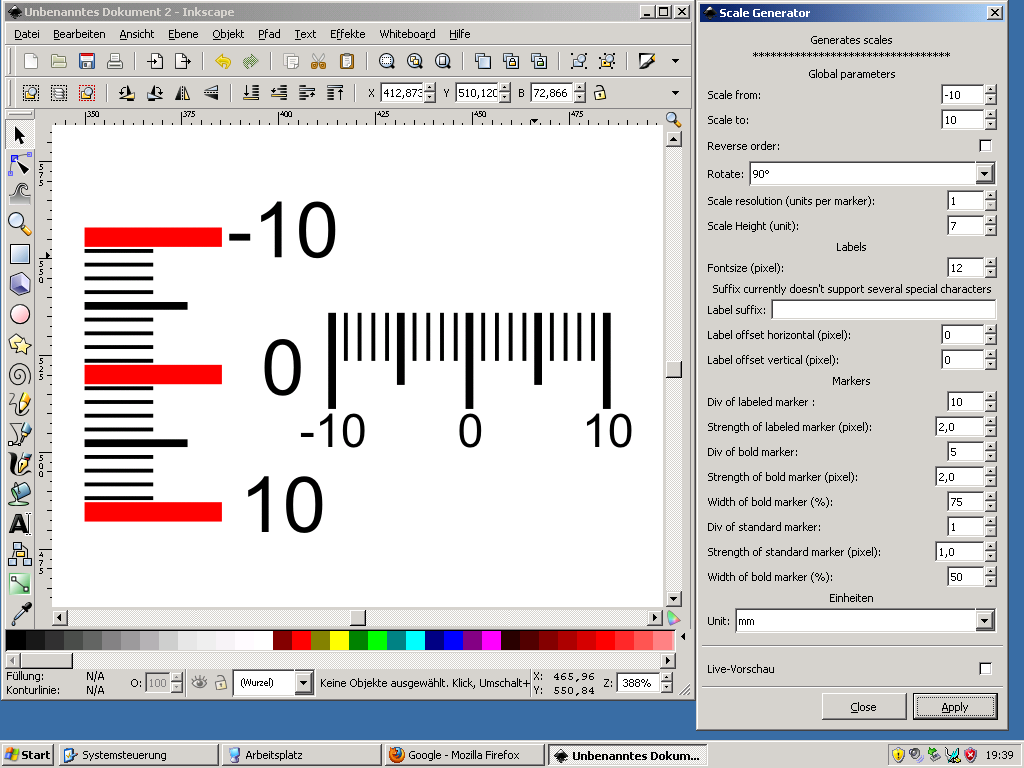 Unbenanntes Dokument 2 - Inkscape
Datei Bearbeiten Ansicht Ebene Objekt Pfad Text Effekte Whiteboard Hilfe
X 412,873 Y 510,120 B 72,866
350 375 400 425 450 475
575
550
525
500
475
-10
0
10
-10 0 10
Füllung: N/A
Konturlinie: N/A
O: 100
(Wurzel)
Keine Objekte ausgewählt. Klick, Umschalt+
X: 465,96
Y: 550,84
Z: 388%
Scale Generator
Generates scales
************************************
Global parameters
Scale from: -10
Scale to: 10
Reverse order:
Rotate: 90°
Scale resolution (units per marker): 1
Scale Height (unit): 7
Labels
Fontsize (pixel): 12
Suffix currently doesn't support several special characters
Label suffix:
Label offset horizontal (pixel): 0
Label offset vertical (pixel): 0
Markers
Div of labeled marker : 10
Strength of labeled marker (pixel): 2,0
Div of bold marker: 5
Strength of bold marker (pixel): 2,0
Width of bold marker (%): 75
Div of standard marker: 1
Strength of standard marker (pixel): 1,0
Width of bold marker (%): 50
Einheiten
Unit: mm
Live-Vorschau
Close Apply
Start Systemsteuerung Arbeitsplatz Google - Mozilla Firefox Unbenanntes Dokum... 19:39